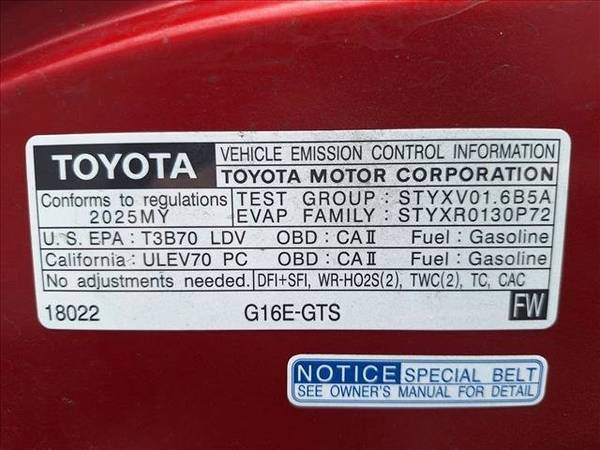 TOYOTA VEHICLE EMISSION CONTROL INFORMATION
TOYOTA MOTOR CORPORATION
Conforms to regulations TEST GROUP : STYXV01.6B5A
2025MY EVAP FAMILY : STYXR0130P72
U.S. EPA : T3B70 LDV OBD : CAII Fuel : Gasoline
California : ULEV70 PC OBD : CAII Fuel : Gasoline
No adjustments needed. DFI+SFI, WR-HO2S(2), TWC(2), TC, CAC
18022 G16E-GTS FW
NOTICE SPECIAL BELT
SEE OWNER'S MANUAL FOR DETAIL